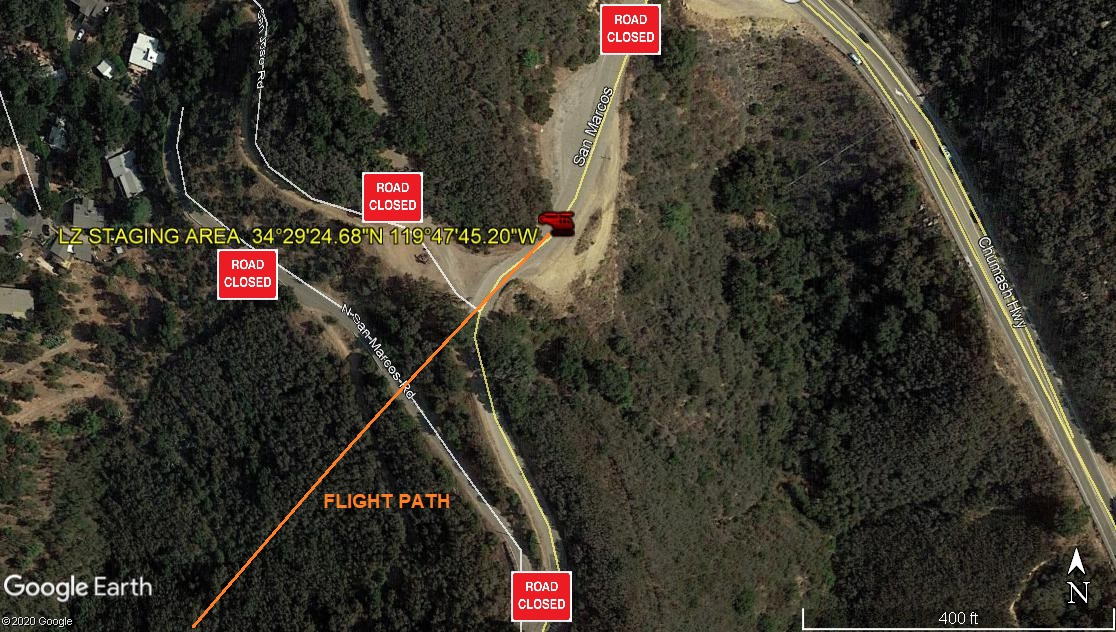 ROAD
CLOSED
San Marcos
ROAD
CLOSED
LZ STAGING AREA 34°29'24.68"N 119°47'45.20"W
ROAD
CLOSED
N-San-Marcos-Rd
Chumash Hwy
FLIGHT PATH
ROAD
CLOSED
Google Earth
©2020 Google
N
400 ft